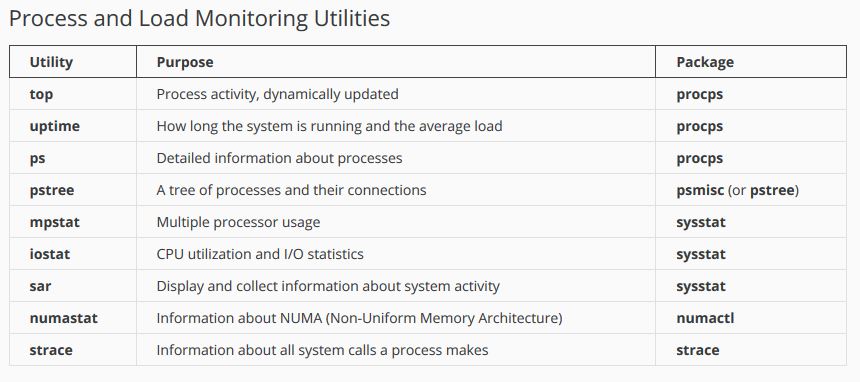 Process and Load Monitoring Utilities
Utility Purpose Package
top Process activity, dynamically updated procps
uptime How long the system is running and the average load procps
ps Detailed information about processes procps
pstree A tree of processes and their connections psmisc (or pstree)
mpstat Multiple processor usage sysstat
iostat CPU utilization and I/O statistics sysstat
sar Display and collect information about system activity sysstat
numastat Information about NUMA (Non-Uniform Memory Architecture) numactl
strace Information about all system calls a process makes strace